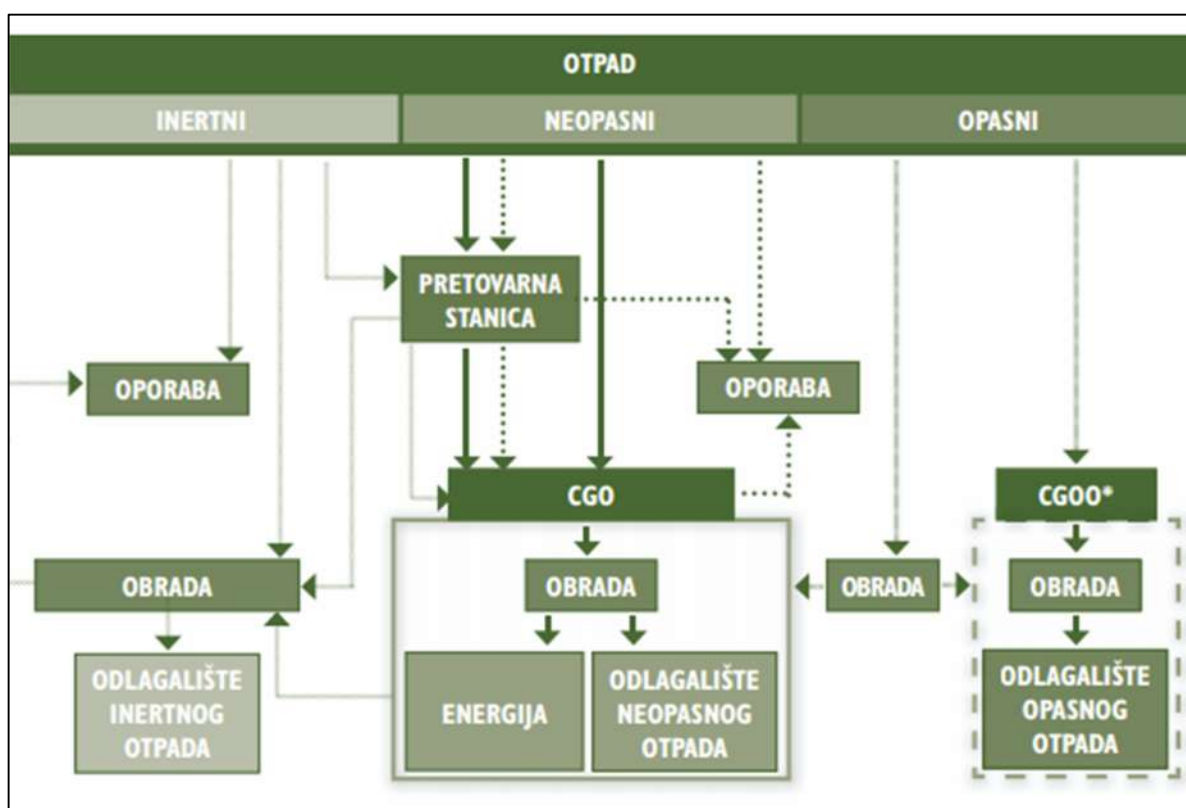 OTPAD
INERTNI
NEOPASNI
OPASNI
PRETOVARNA
STANICA
OPORABA
OPORABA
CGO
CGOO*
OBRADA
OBRADA
OBRADA
OBRADA
ODLAGALIŠTE
INERTNOG
OTPADA
ENERGIJA
ODLAGALIŠTE
NEOPASNOG
OTPADA
ODLAGALIŠTE
OPASNOG
OTPADA